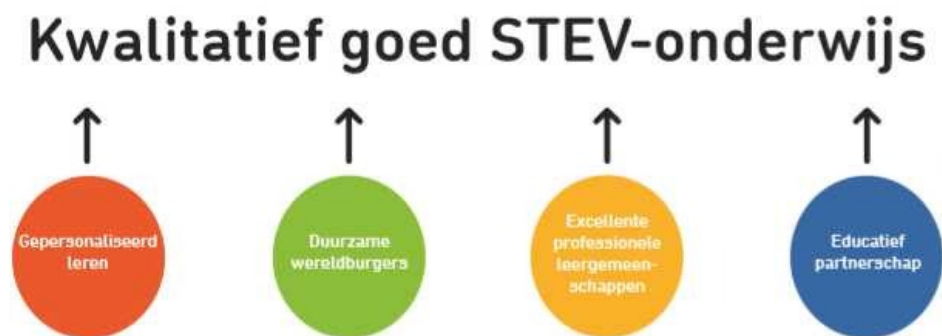 Kwalitatief goed STEV-onderwijs
Gepersonaliseerd
leren
Duurzame
wereldburgers
Excellente
professionele
leergemeen-
schappen
Educatief
partnerschap